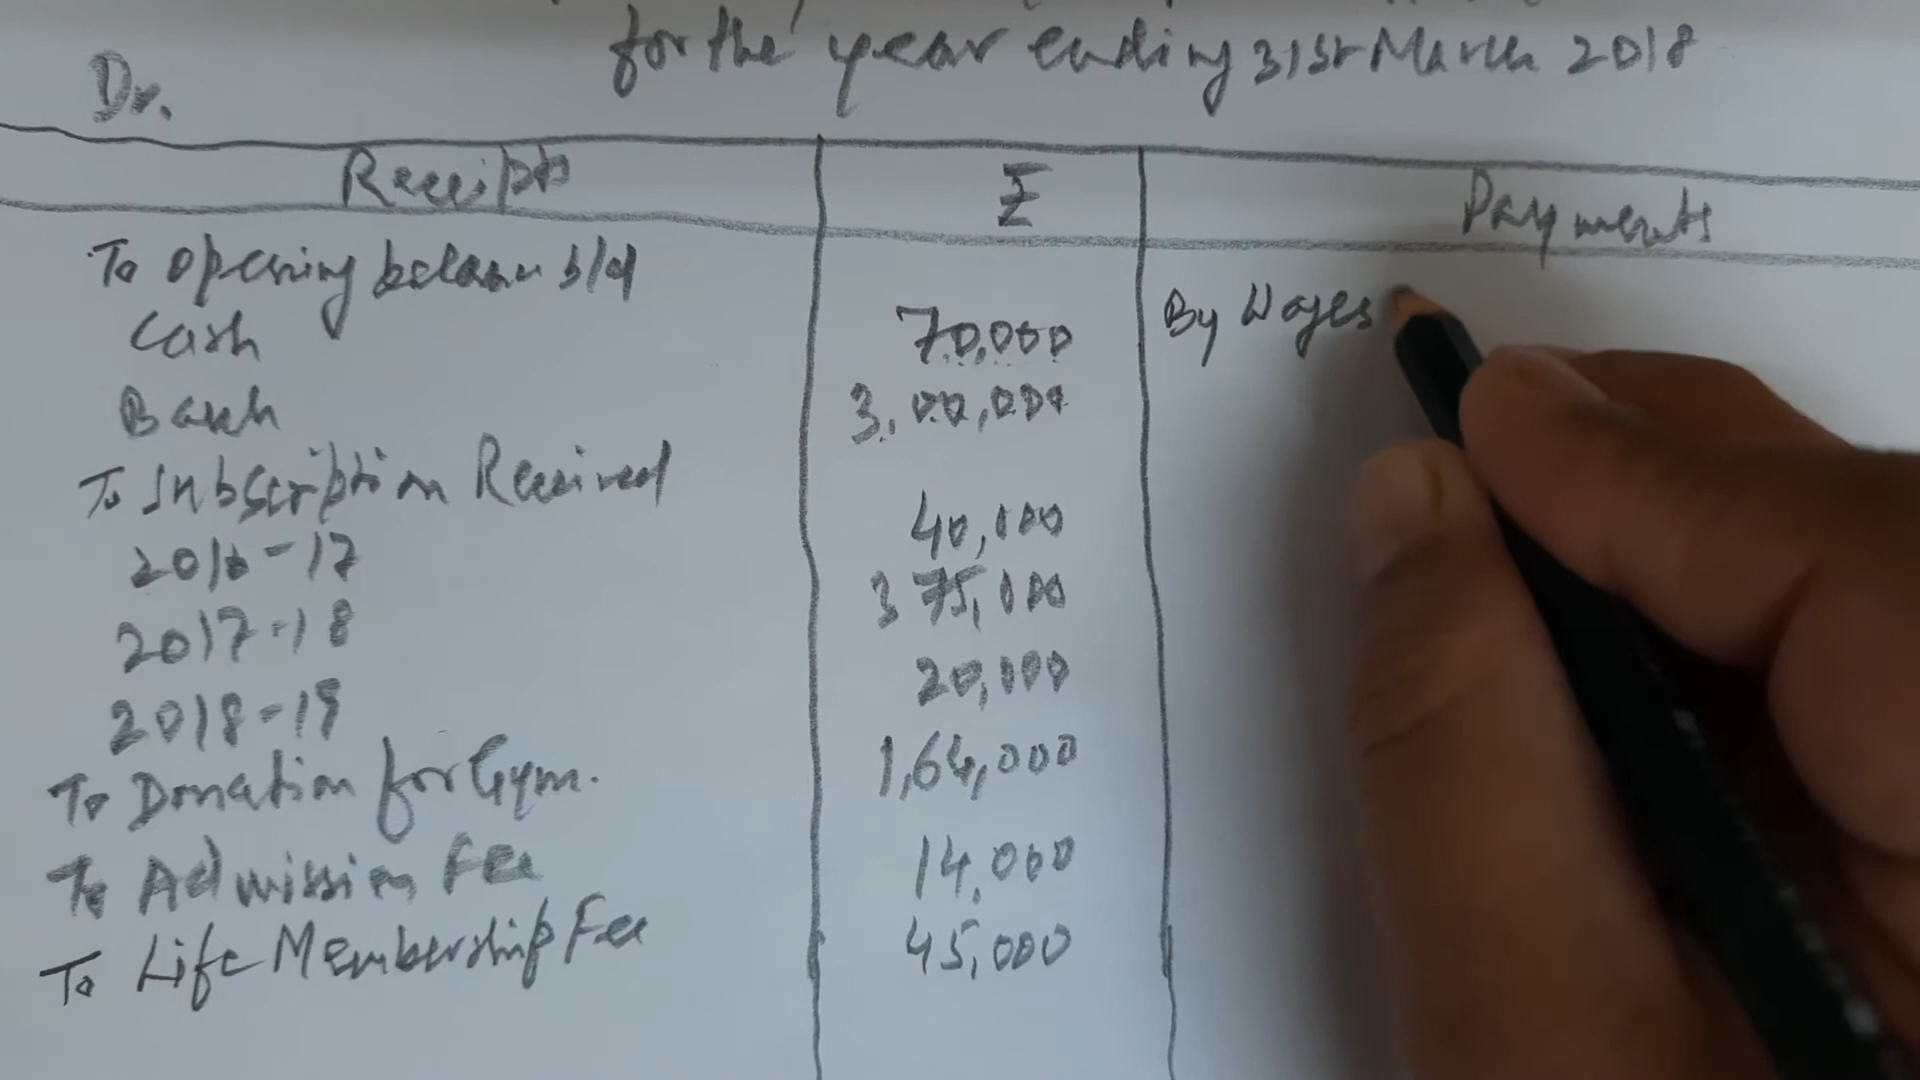 for the year ending 31st March 2018
Dr.
Receipts ₹ Payments
To opening balance b/d
Cash 70,000 By Wages
Bank 3,00,000
To Subscription Received
2016-17 40,000
2017-18 375,000
2018-19 20,000
To Donation for Gym. 1,64,000
To Admission Fee 14,000
To Life Membership Fee 45,000